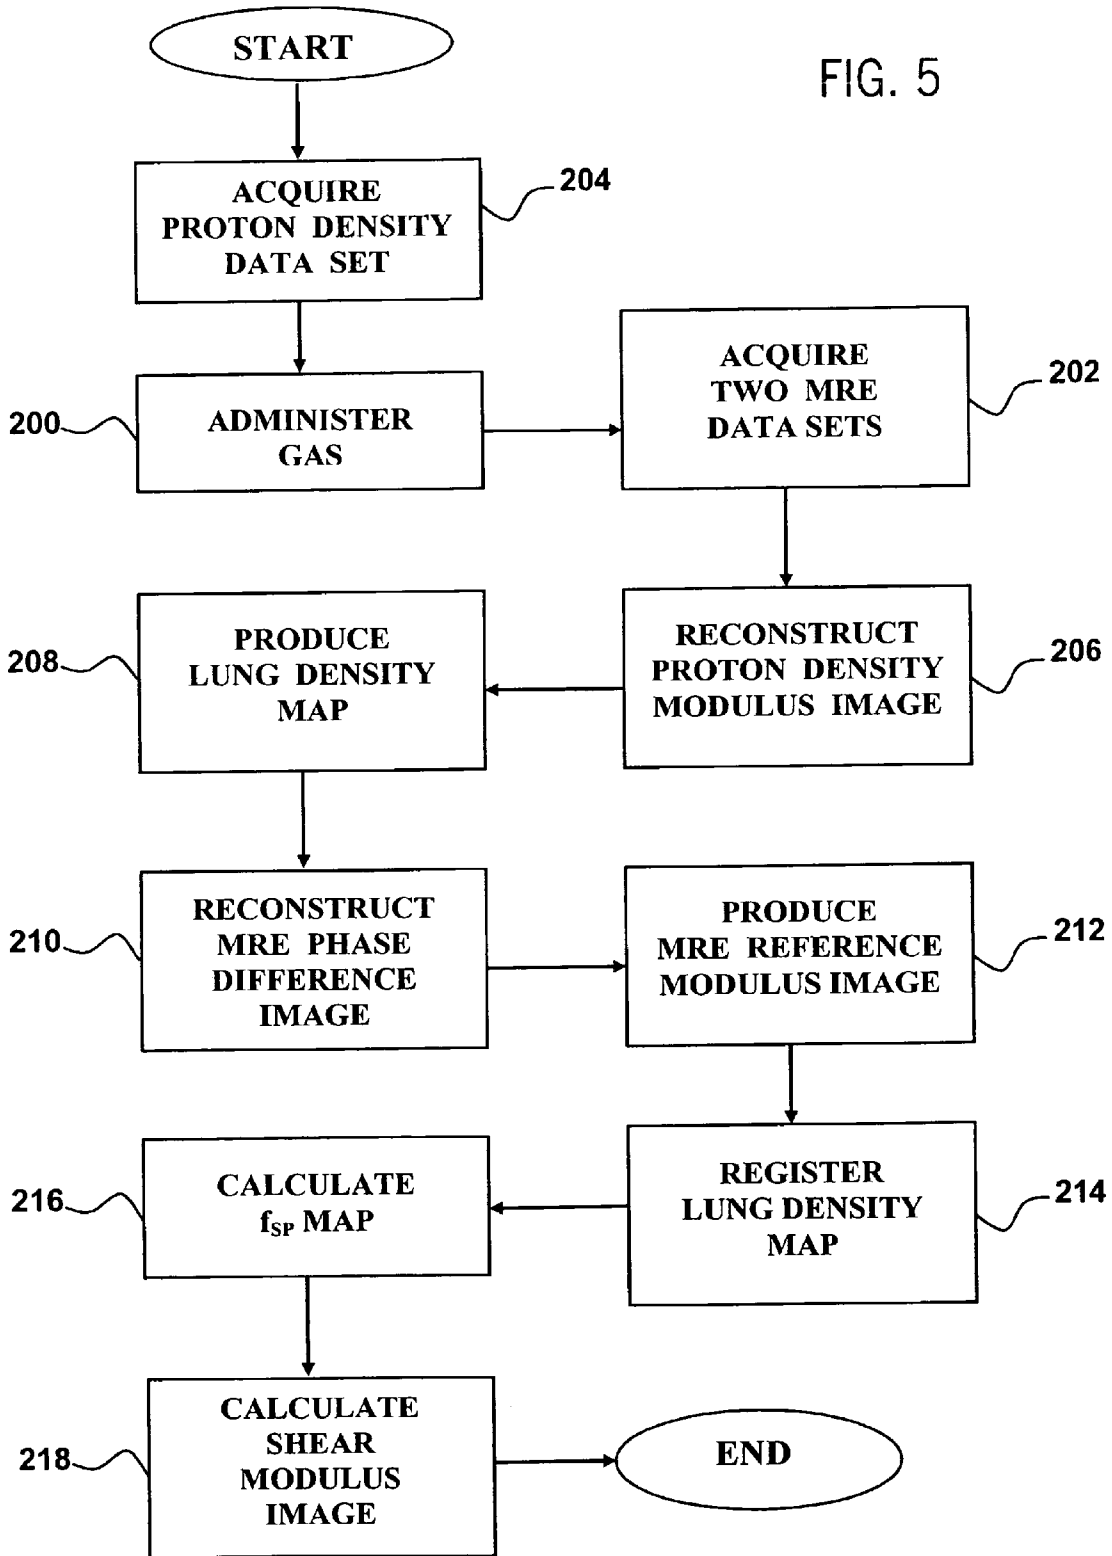 START
FIG. 5
ACQUIRE
PROTON DENSITY
DATA SET
204
200
ADMINISTER
GAS
ACQUIRE
TWO MRE
DATA SETS
202
RECONSTRUCT
PROTON DENSITY
MODULUS IMAGE
206
208
PRODUCE
LUNG DENSITY
MAP
210
RECONSTRUCT
MRE PHASE
DIFFERENCE
IMAGE
PRODUCE
MRE REFERENCE
MODULUS IMAGE
212
REGISTER
LUNG DENSITY
MAP
214
216
CALCULATE
fSP MAP
218
CALCULATE
SHEAR
MODULUS
IMAGE
END